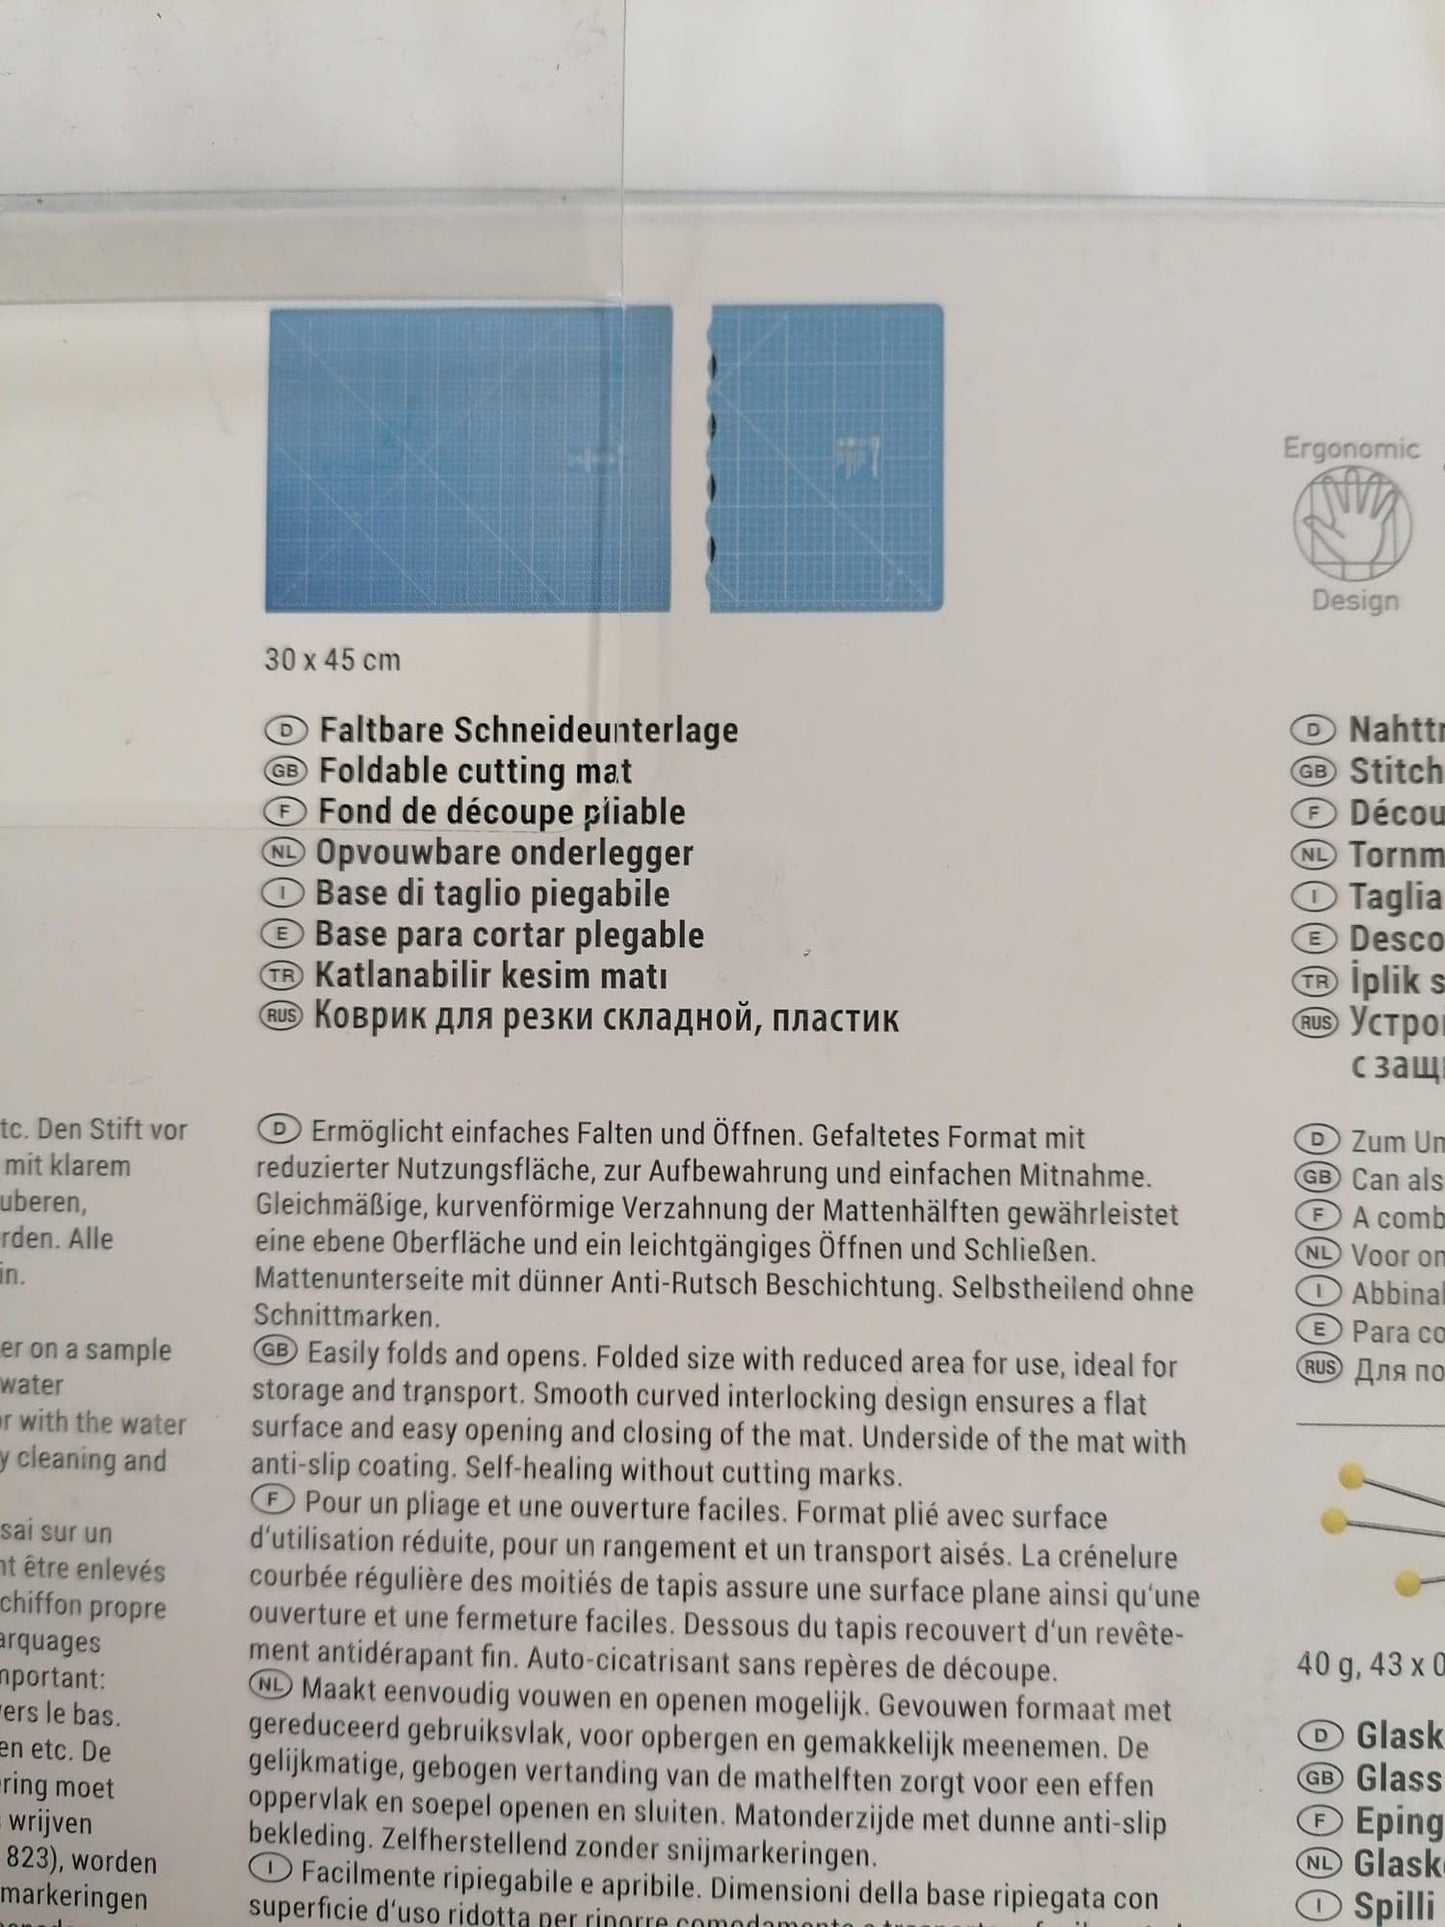 Ergonomic
Design
30 x 45 cm
D Faltbare Schneideunterlage
GB Foldable cutting mat
F Fond de découpe pliable
NL Opvouwbare onderlegger
I Base di taglio piegabile
E Base para cortar plegable
TR Katlanabilir kesim matı
RUS Коврик для резки складной, пластик
D Ermöglicht einfaches Falten und Öffnen. Gefaltetes Format mit
reduzierter Nutzungsfläche, zur Aufbewahrung und einfachen Mitnahme.
Gleichmäßige, kurvenförmige Verzahnung der Mattenhälften gewährleistet
eine ebene Oberfläche und ein leichtgängiges Öffnen und Schließen.
Mattenunterseite mit dünner Anti-Rutsch Beschichtung. Selbstheilend ohne
Schnittmarken.
GB Easily folds and opens. Folded size with reduced area for use, ideal for
storage and transport. Smooth curved interlocking design ensures a flat
surface and easy opening and closing of the mat. Underside of the mat with
anti-slip coating. Self-healing without cutting marks.
F Pour un pliage et une ouverture faciles. Format plié avec surface
d'utilisation réduite, pour un rangement et un transport aisés. La crénelure
courbée régulière des moitiés de tapis assure une surface plane ainsi qu'une
ouverture et une fermeture faciles. Dessous du tapis recouvert d'un revête-
ment antidérapant fin. Auto-cicatrisant sans repères de découpe.
NL Maakt eenvoudig vouwen en openen mogelijk. Gevouwen formaat met
gereduceerd gebruiksvlak, voor opbergen en gemakkelijk meenemen. De
gelijkmatige, gebogen vertanding van de mathelften zorgt voor een effen
oppervlak en soepel openen en sluiten. Matonderzijde met dunne anti-slip
bekleding. Zelfherstellend zonder snijmarkeringen.
I Facilmente ripiegabile e apribile. Dimensioni della base ripiegata con
superficie d'uso ridotta per riporre
tc. Den Stift vor
mit klarem
uberen,
rden. Alle
in.
er on a sample
water
or with the water
y cleaning and
sai sur un
nt être enlevés
chiffon propre
arquages
mportant:
vers le bas.
en etc. De
ring moet
wrijven
823), worden
markeringen
D Nahttr
GB Stitch
F Décou
NL Tornm
I Taglia
E Desco
TR İplik s
RUS Устро
с защи
D Zum Un
GB Can als
F A comb
NL Voor on
I Abbinal
E Para co
RUS Для по
40 g, 43 x 0
D Glask
GB Glass
F Eping
NL Glask
I Spilli